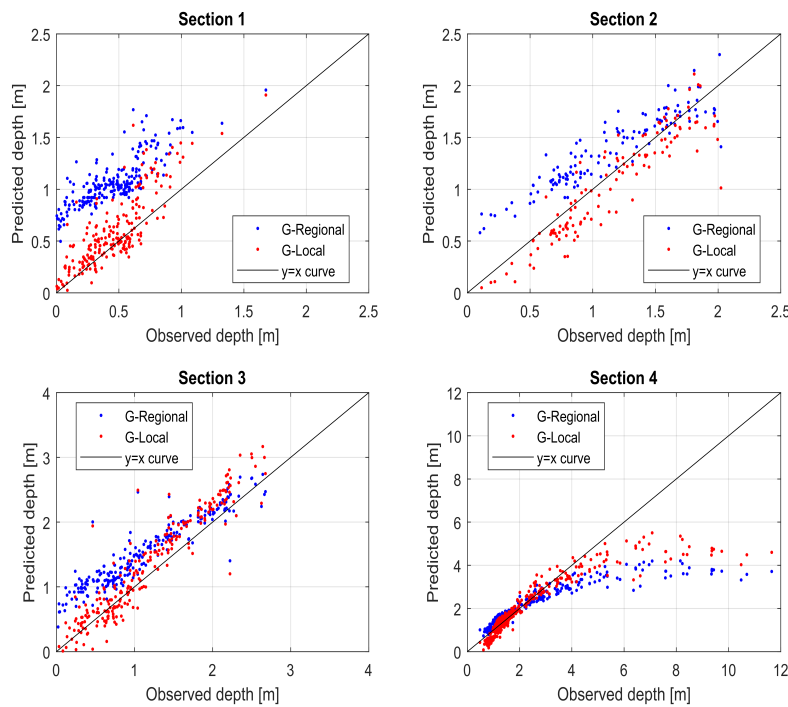 Section 1
Predicted depth [m]
2.5
2
1.5
1
0.5
0
G-Regional
G-Local
y=x curve
0 0.5 1 1.5 2 2.5
Observed depth [m]
Section 2
Predicted depth [m]
2.5
2
1.5
1
0.5
0
G-Regional
G-Local
y=x curve
0 0.5 1 1.5 2 2.5
Observed depth [m]
Section 3
Predicted depth [m]
4
3
2
1
0
G-Regional
G-Local
y=x curve
0 1 2 3 4
Observed depth [m]
Section 4
Predicted depth [m]
12
10
8
6
4
2
0
G-Regional
G-Local
y=x curve
0 2 4 6 8 10 12
Observed depth [m]